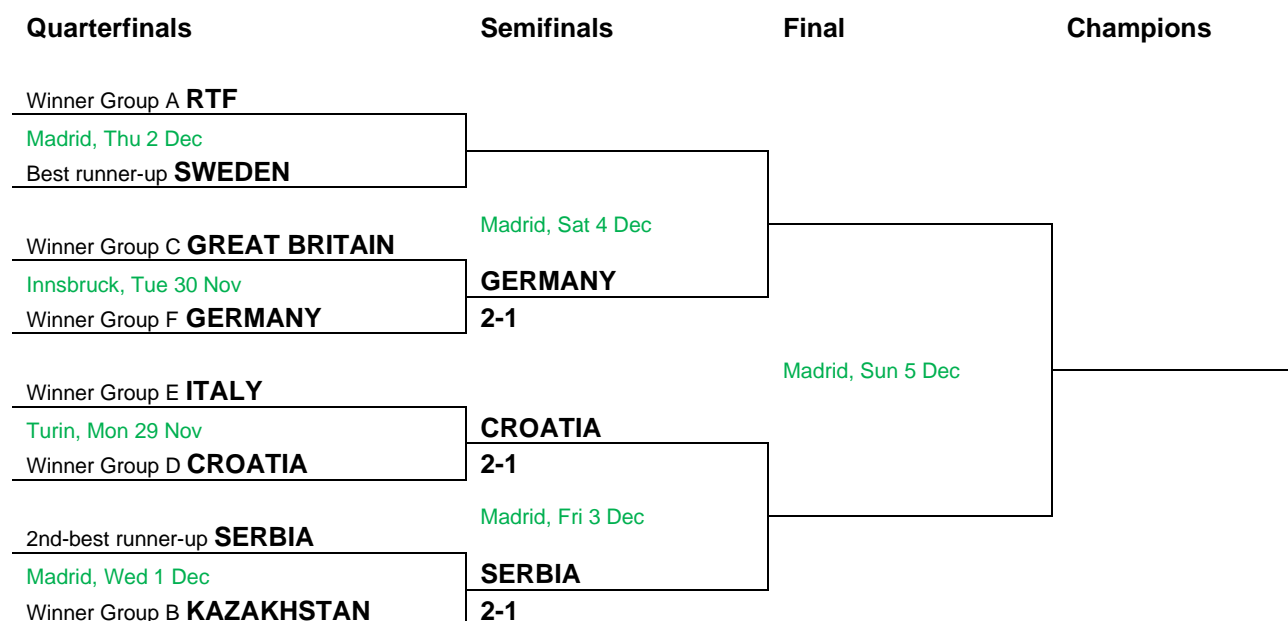 Quarterfinals Semifinals Final Champions
Winner Group A RTF
Madrid, Thu 2 Dec
Best runner-up SWEDEN
Madrid, Sat 4 Dec
Winner Group C GREAT BRITAIN
Innsbruck, Tue 30 Nov
GERMANY
Winner Group F GERMANY
2-1
Madrid, Sun 5 Dec
Winner Group E ITALY
Turin, Mon 29 Nov
CROATIA
Winner Group D CROATIA
2-1
Madrid, Fri 3 Dec
2nd-best runner-up SERBIA
Madrid, Wed 1 Dec
SERBIA
Winner Group B KAZAKHSTAN
2-1